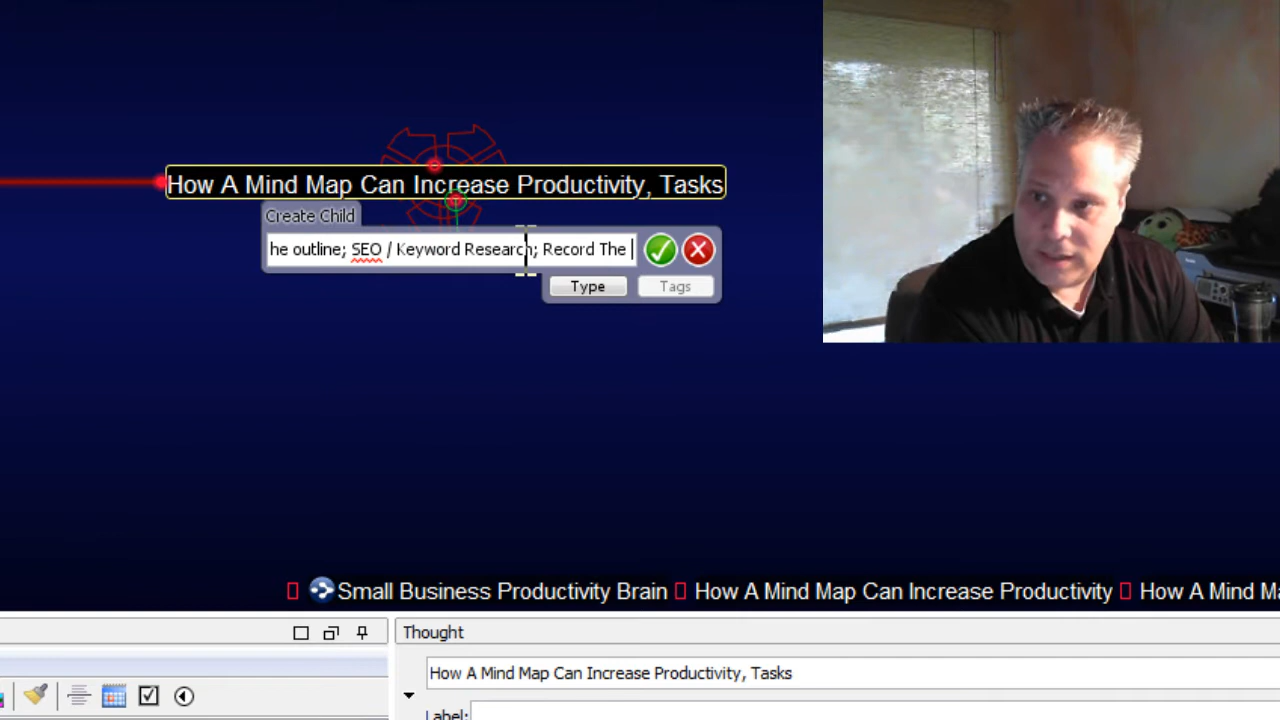 How A Mind Map Can Increase Productivity, Tasks
Create Child
he outline; SEO / Keyword Research; Record The
Type
Tags
Small Business Productivity Brain How A Mind Map Can Increase Productivity How A Mind Ma
Thought
How A Mind Map Can Increase Productivity, Tasks
Label: